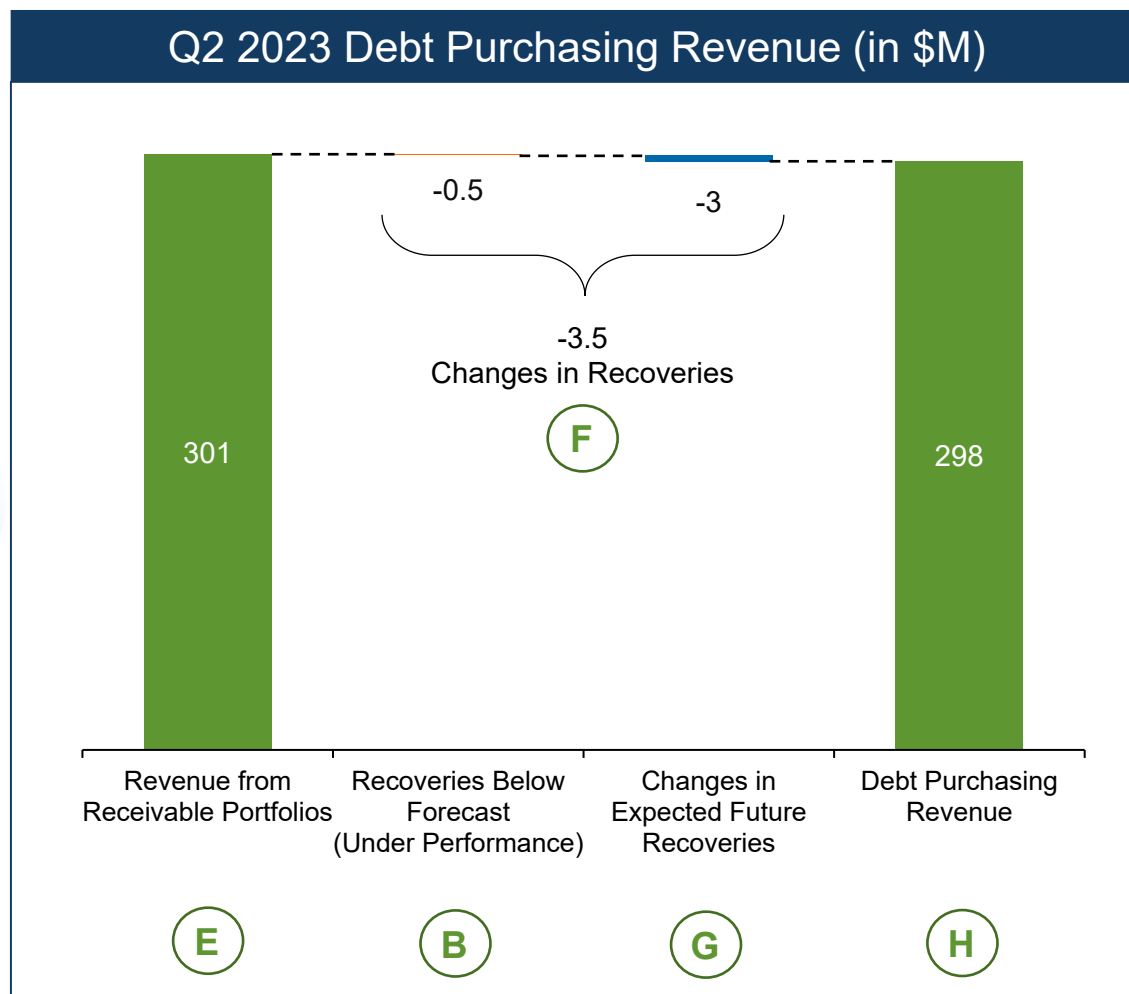 Q2 2023 Debt Purchasing Revenue (in $M)
-0.5
-3
-3.5
Changes in Recoveries
F
301
298
Revenue from
Receivable Portfolios
Recoveries Below
Forecast
(Under Performance)
Changes in
Expected Future
Recoveries
Debt Purchasing
Revenue
E
B
G
H